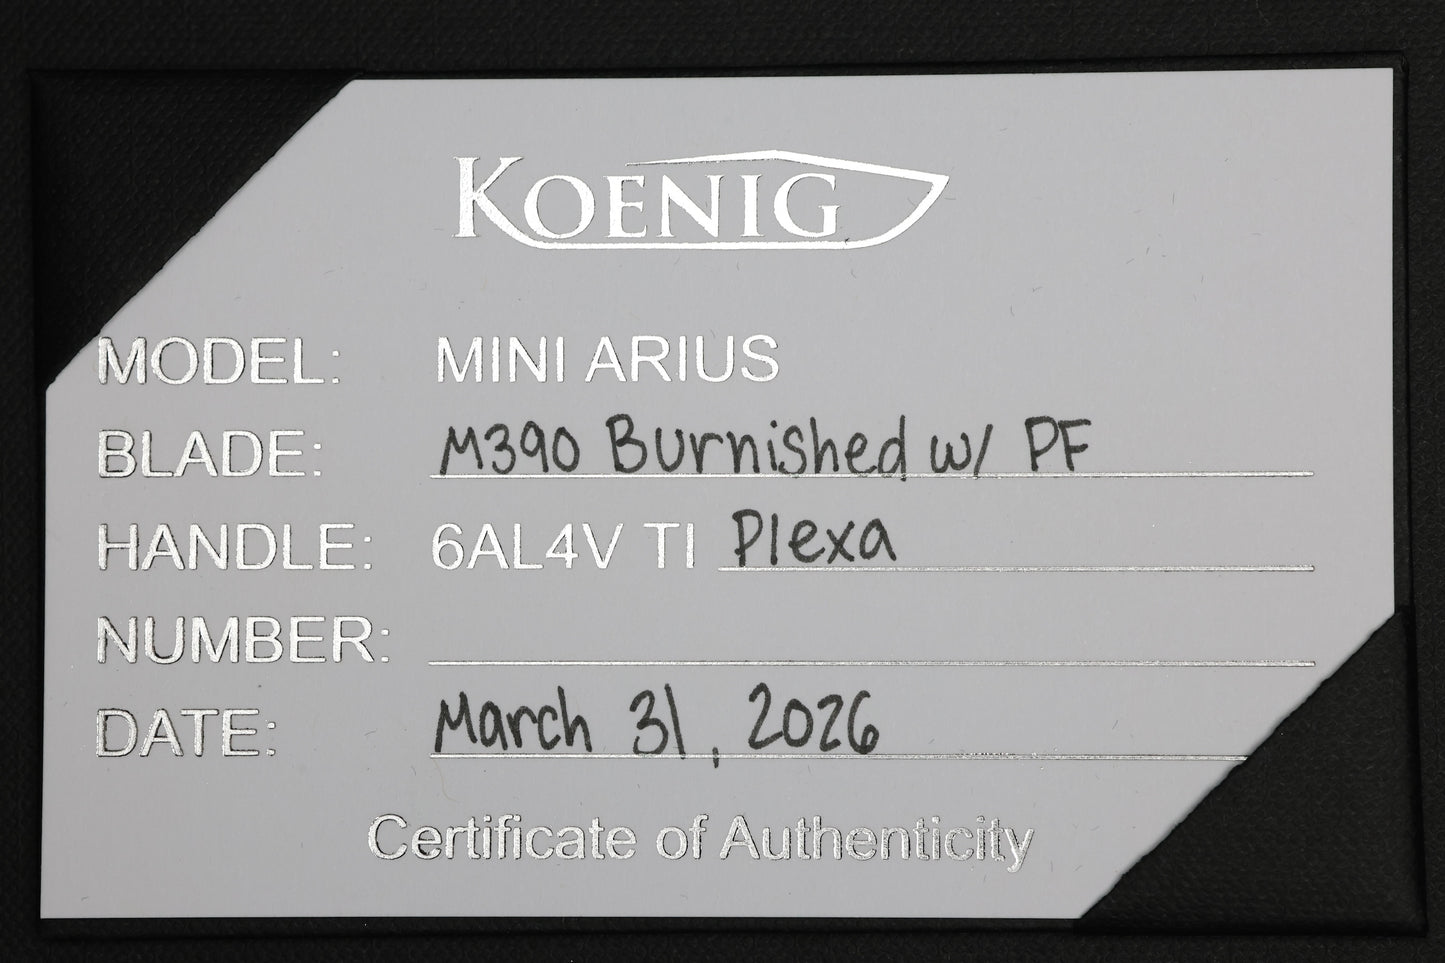 KOENIG
MODEL: MINI ARIUS
BLADE: M390 Burnished w/ PF
HANDLE: 6AL4V TI Plexa
NUMBER:
DATE: March 31, 2026
Certificate of Authenticity